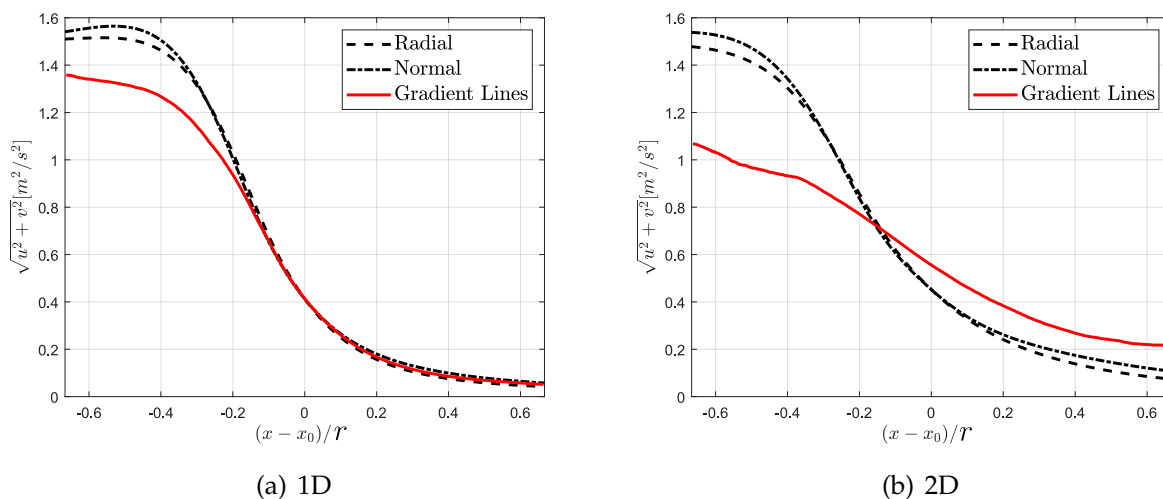 1.6
1.4
1.2
1
0.8
0.6
0.4
0.2
0
√u² + v²[m²/s²]
Radial
Normal
Gradient Lines
-0.6 -0.4 -0.2 0 0.2 0.4 0.6
(x − x₀)/r
(a) 1D
1.6
1.4
1.2
1
0.8
0.6
0.4
0.2
0
√u² + v²[m²/s²]
Radial
Normal
Gradient Lines
-0.6 -0.4 -0.2 0 0.2 0.4 0.6
(x − x₀)/r
(b) 2D